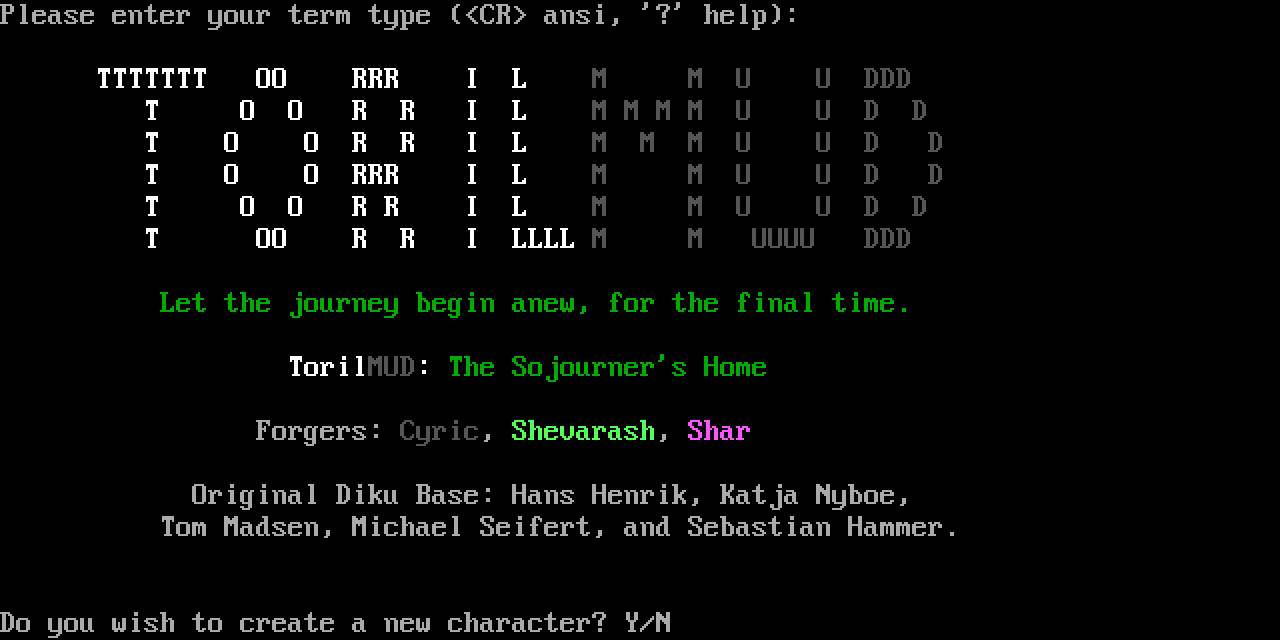 Please enter your term type (<CR> ansi, '?' help):
TTTTTTT   OO    RRR    I  L    M     M  U    U  DDD
   T     O  O   R  R   I  L    M M M M  U    U  D  D
   T    O    O  R  R   I  L    M  M  M  U    U  D   D
   T    O    O  RRR    I  L    M     M  U    U  D   D
   T     O  O   R R    I  L    M     M  U    U  D  D
   T      OO    R  R   I  LLLL M     M   UUUU   DDD
Let the journey begin anew, for the final time.
TorilMUD: The Sojourner's Home
Forgers: Cyric, Shevarash, Shar
Original Diku Base: Hans Henrik, Katja Nyboe,
Tom Madsen, Michael Seifert, and Sebastian Hammer.
Do you wish to create a new character? Y/N